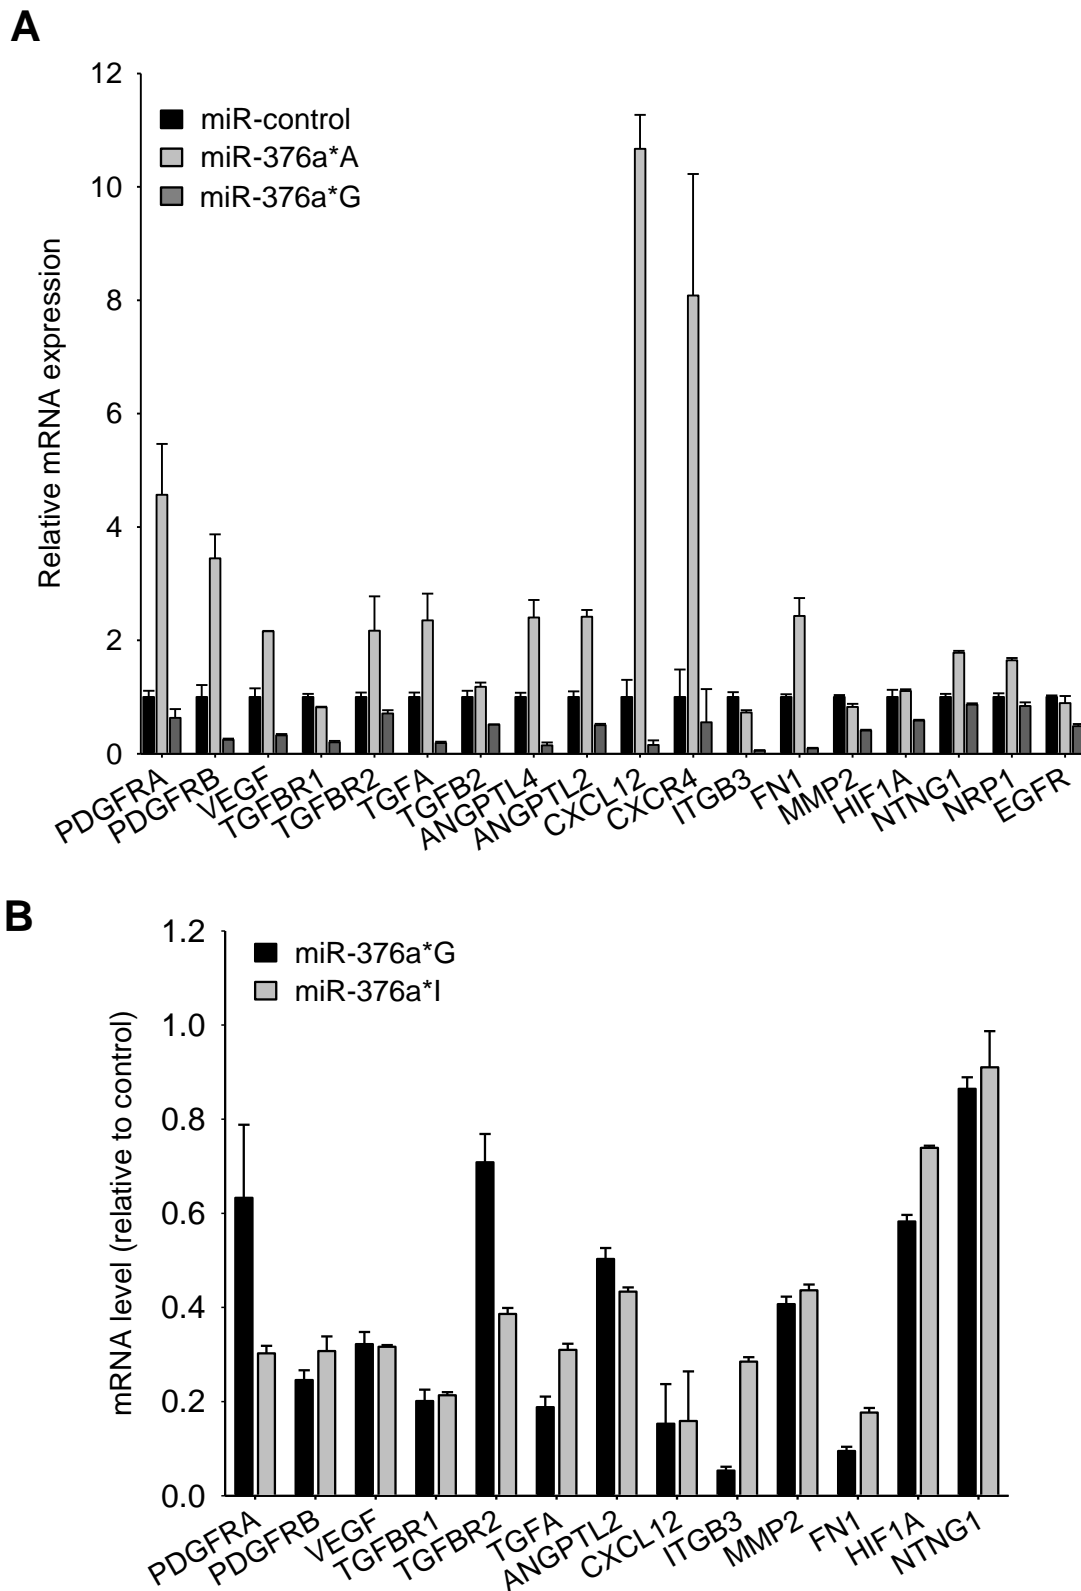 A
12
10
8
6
4
2
0
Relative mRNA expression
miR-control
miR-376a*A
miR-376a*G
PDGFRA
PDGFRB
VEGF
TGFBR1
TGFBR2
TGFA
TGFB2
ANGPTL4
ANGPTL2
CXCL12
CXCR4
ITGB3
FN1
MMP2
HIF1A
NTNG1
NRP1
EGFR
B
1.2
1.0
0.8
0.6
0.4
0.2
0.0
mRNA level (relative to control)
miR-376a*G
miR-376a*I
PDGFRA
PDGFRB
VEGF
TGFBR1
TGFBR2
TGFA
ANGPTL2
CXCL12
ITGB3
MMP2
FN1
HIF1A
NTNG1